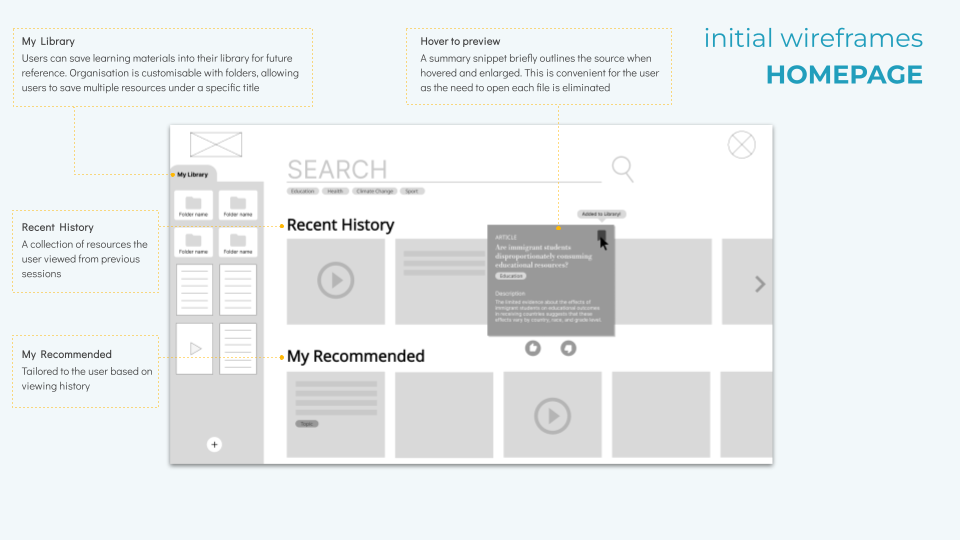 initial wireframes
HOMEPAGE
My Library
Users can save learning materials into their library for future
reference. Organisation is customisable with folders, allowing
users to save multiple resources under a specific title
Hover to preview
A summary snippet briefly outlines the source when
hovered and enlarged. This is convenient for the user
as the need to open each file is eliminated
Recent History
A collection of resources the
user viewed from previous
sessions
My Recommended
Tailored to the user based on
viewing history
My Library
Folder name
Folder name
Folder name
Folder name
+
SEARCH
Education
Health
Climate Change
Sport
Recent History
Added to Library!
ARTICLE
Are immigrant students
disproportionately consuming
educational resources?
Education
Description
The limited evidence about the effects of
immigrant students on educational outcomes
in receiving countries suggests that these
effects vary by country, race, and grade level.
My Recommended
Topic